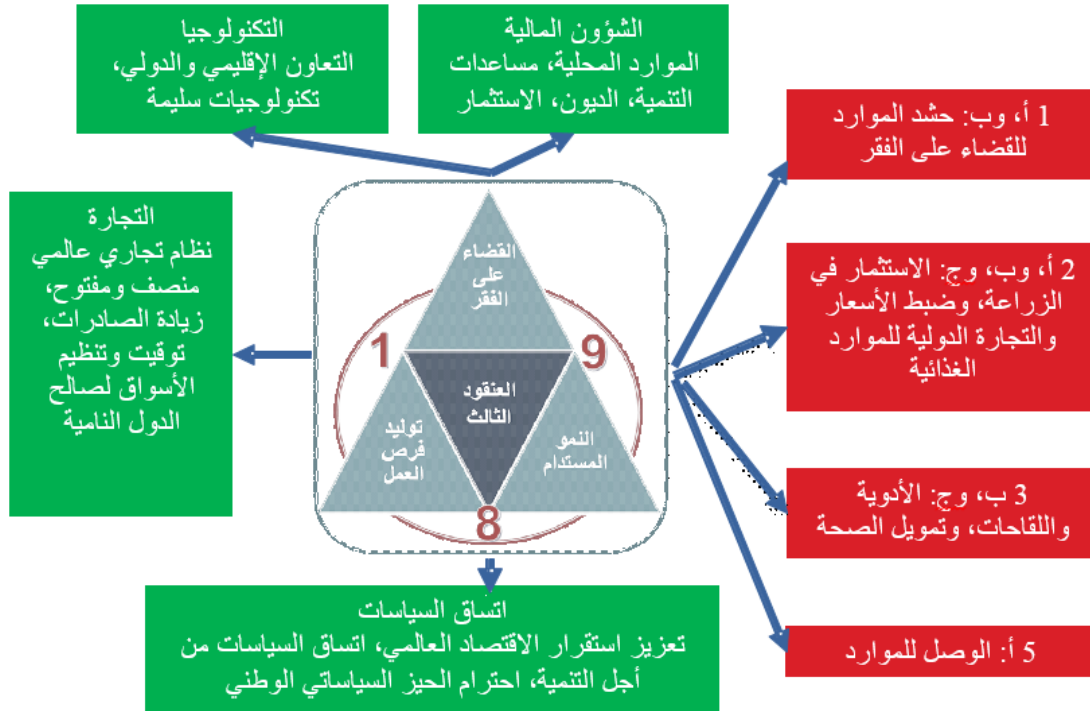 الشؤون المالية
الموارد المحلية، مساعدات
التنمية، الديون، الاستثمار
التكنولوجيا
التعاون الإقليمي والدولي،
تكنولوجيات سليمة
1 أ، وب: حشد الموارد
للقضاء على الفقر
2 أ، وب، وج: الاستثمار في
الزراعة، وضبط الأسعار
والتجارة الدولية للموارد
الغذائية
3 ب، وج: الأدوية
واللقاحات، وتمويل الصحة
5 أ: الوصل للموارد
القضاء
على
الفقر
9
1
العنقود
الثالث
النمو
المستدام
توليد
فرص
العمل
8
التجارة
نظام تجاري عالمي
منصف ومفتوح،
زيادة الصادرات،
توقيت وتنظيم
الأسواق لصالح
الدول النامية
اتساق السياسات
تعزيز استقرار الاقتصاد العالمي، اتساق السياسات من
أجل التنمية، احترام الحيز السياساتي الوطني